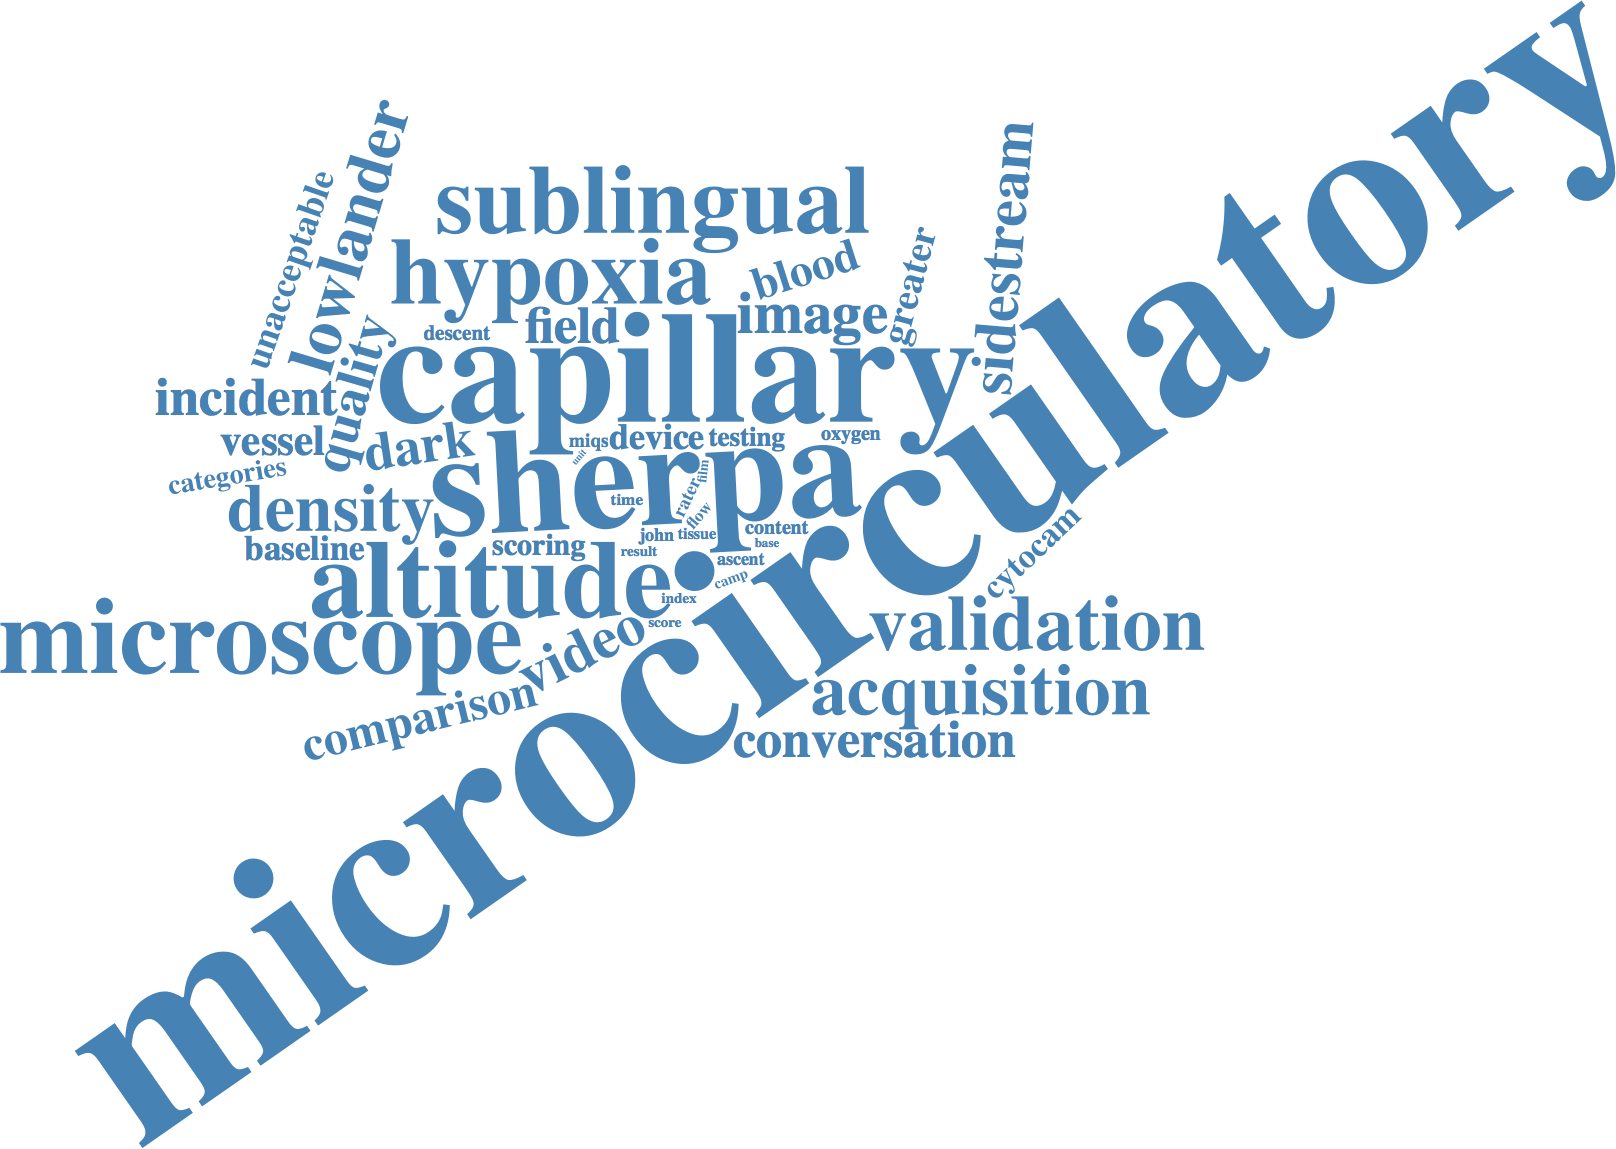 microcirculatory
lowlander
unacceptable
sublingual
sidestream
hypoxia
blood
greater
image
field
descent
capillary
quality
incident
vessel
dark
miqs
device
testing
oxygen
unit
categories
sherpa
film
rater
time
flow
density
content
john
tissue
base
baseline
scoring
result
ascent
cytocam
altitude
camp
index
microscope
score
validation
video
comparison
acquisition
conversation